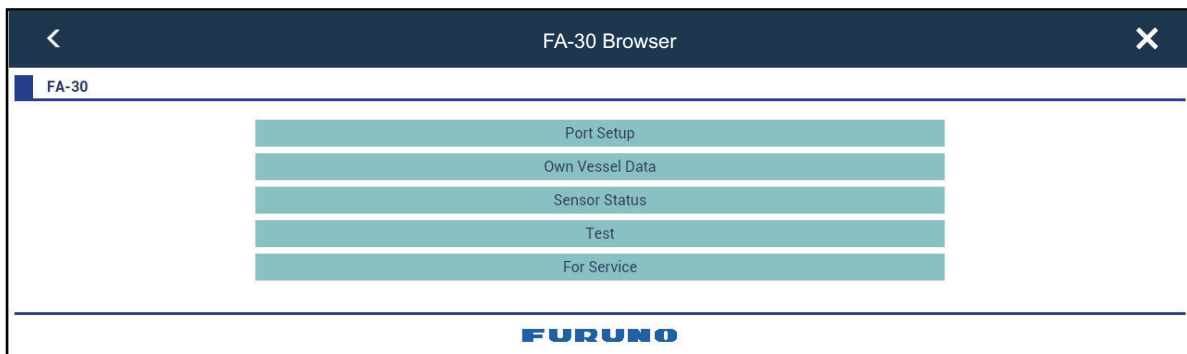 FA-30 Browser
FA-30
Port Setup
Own Vessel Data
Sensor Status
Test
For Service
FURUNO